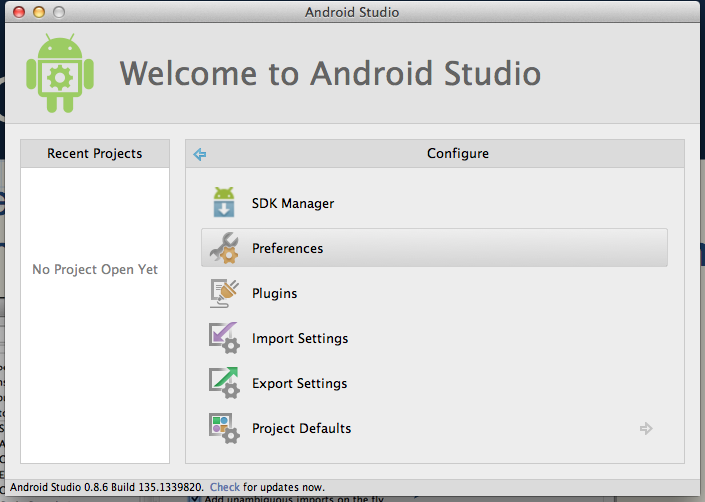 Android Studio
Welcome to Android Studio
Recent Projects
Configure
No Project Open Yet
SDK Manager
Preferences
Plugins
Import Settings
Export Settings
Project Defaults
Android Studio 0.8.6 Build 135.1339820. Check for updates now.
Add unambiguous imports on the fly